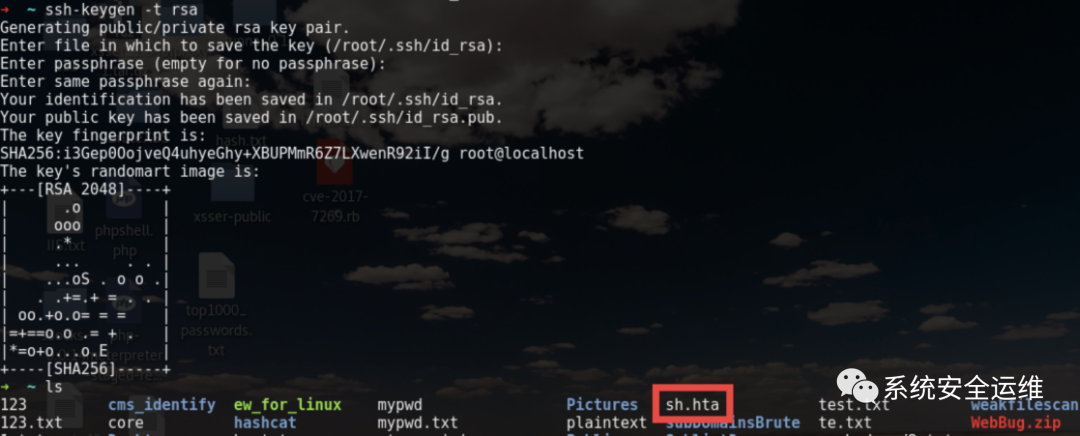 → ~ ssh-keygen -t rsa
Generating public/private rsa key pair.
Enter file in which to save the key (/root/.ssh/id_rsa):
Enter passphrase (empty for no passphrase):
Enter same passphrase again:
Your identification has been saved in /root/.ssh/id_rsa.
Your public key has been saved in /root/.ssh/id_rsa.pub.
The key fingerprint is:
hash.txt
SHA256:i3Gep0OojveQ4uhyeGhy+XBUPMmR6Z7LXwenR92iI/g root@localhost
The key's randomart image is:
+---[RSA 2048]----+
|      .o         |
|     ooo         |
|     .*          |
|     ...     . . |
|    ...oS . o o .|
|   . .+=.+ = . . |
| oo.+o.o= = =    |
|=+==o.o .= + .   |
|*=o+o...o.E      |
+----[SHA256]-----+
phpshell.
php
xsser-public
cve-2017-
7269.rb
top1000_
passwords.
txt
→ ~ ls
123 cms_identify ew_for_linux mypwd Pictures sh.hta test.txt weakfilescan
123.txt core hashcat mypwd.txt plaintext subDomainsBrute te.txt WebBug.zip
系统安全运维